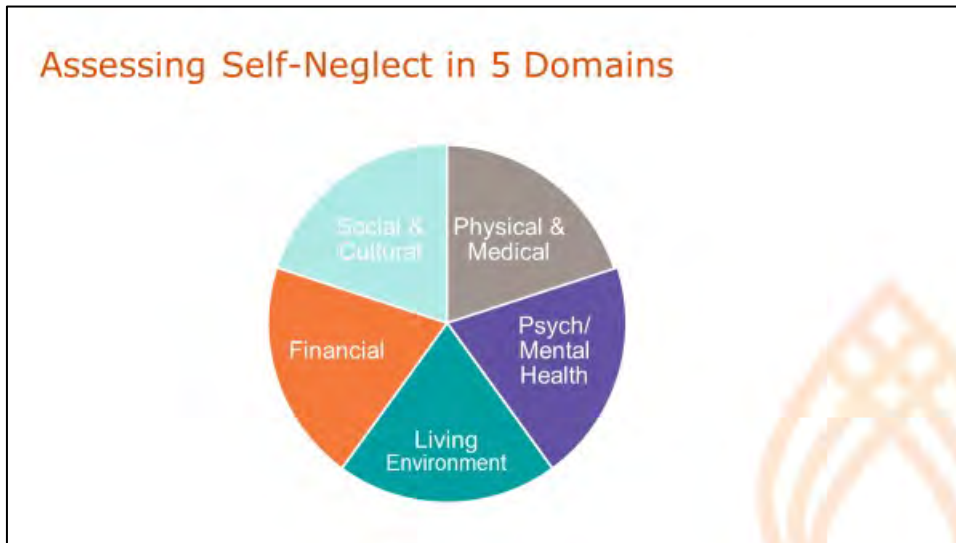 Assessing Self-Neglect in 5 Domains
Social &
Cultural
Physical &
Medical
Psych/
Mental
Health
Living
Environment
Financial